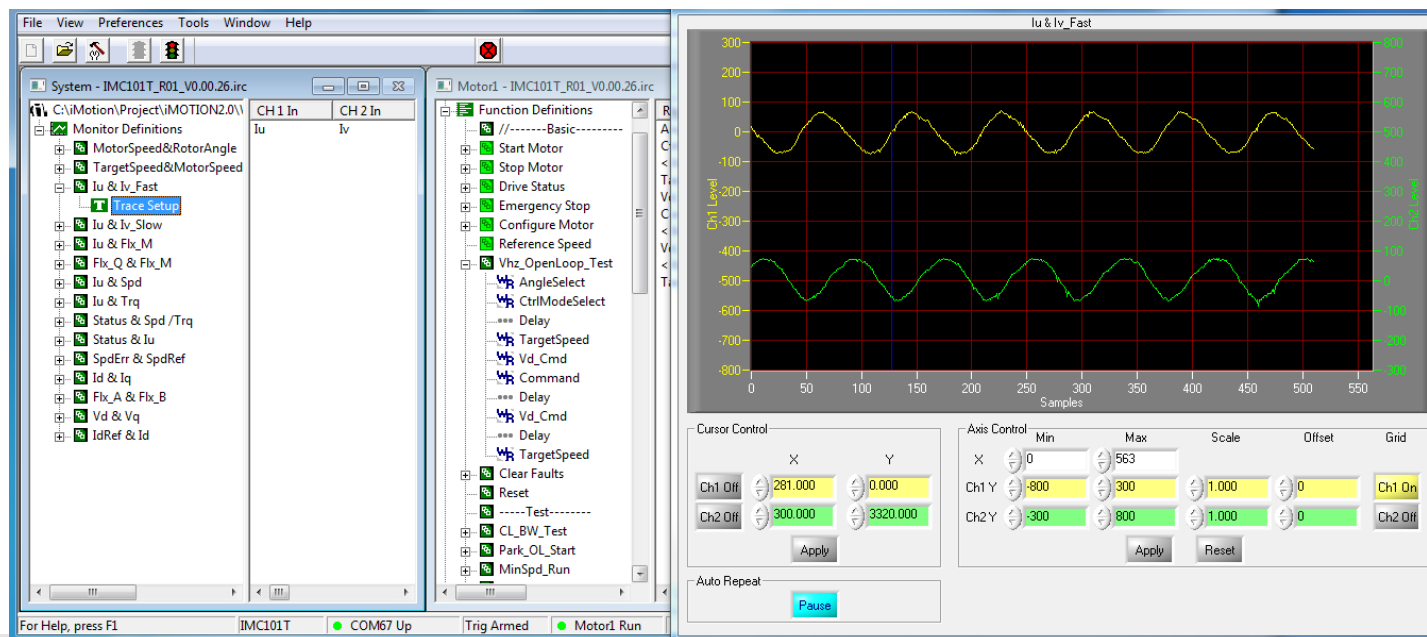 File View Preferences Tools Window Help
System - IMC101T_R01_V0.00.26.irc
C:\iMotion\Project\iMOTION2.0\\
Monitor Definitions
MotorSpeed&RotorAngle
TargetSpeed&MotorSpeed
Iu & Iv_Fast
Trace Setup
Iu & Iv_Slow
Iu & Flx_M
Flx_Q & Flx_M
Iu & Spd
Iu & Trq
Status & Spd /Trq
Status & Iu
SpdErr & SpdRef
Id & Iq
Flx_A & Flx_B
Vd & Vq
IdRef & Id
CH 1 In CH 2 In
Iu Iv
Motor1 - IMC101T_R01_V0.00.26.irc
Function Definitions
//-------Basic---------
Start Motor
Stop Motor
Drive Status
Emergency Stop
Configure Motor
Reference Speed
Vhz_OpenLoop_Test
AngleSelect
CtrlModeSelect
Delay
TargetSpeed
Vd_Cmd
Command
Delay
Vd_Cmd
Delay
TargetSpeed
Clear Faults
Reset
-----Test--------
CL_BW_Test
Park_OL_Start
MinSpd_Run
For Help, press F1 IMC101T COM67 Up Trig Armed Motor1 Run
Iu & Iv_Fast
Ch1 Level
300
200
100
0
-100
-200
-300
-400
-500
-600
-700
-800
Ch2 Level
800
700
600
500
400
300
200
100
0
-100
-200
-300
0 50 100 150 200 250 300 350 400 450 500 550
Samples
Cursor Control
X Y
Ch1 Off 281.000 0.000
Ch2 Off 300.000 3320.000
Apply
Auto Repeat
Pause
Axis Control
Min Max Scale Offset Grid
X 0 563
Ch1 Y -800 300 1.000 0 Ch1 On
Ch2 Y -300 800 1.000 0 Ch2 Off
Apply Reset